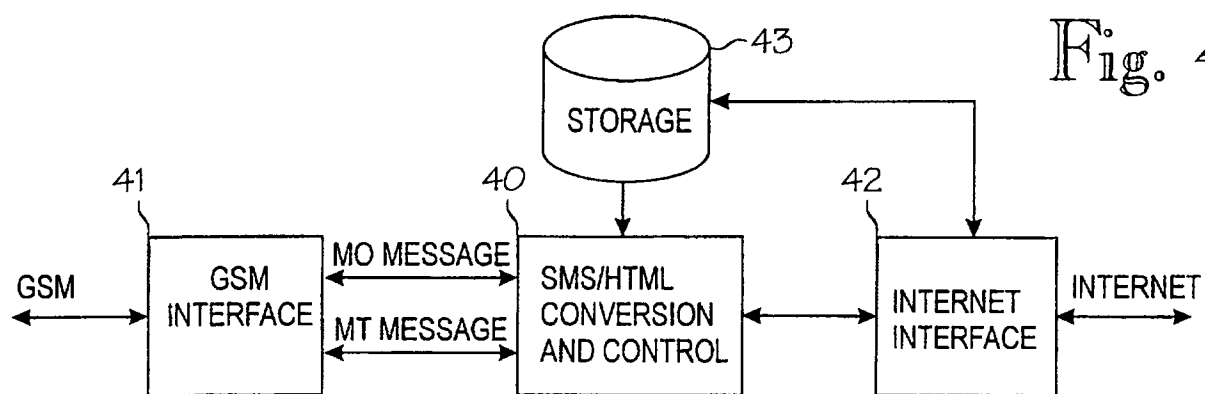 43
Fig. 4
STORAGE
41
40
42
GSM
GSM
INTERFACE
MO MESSAGE
MT MESSAGE
SMS/HTML
CONVERSION
AND CONTROL
INTERNET
INTERFACE
INTERNET